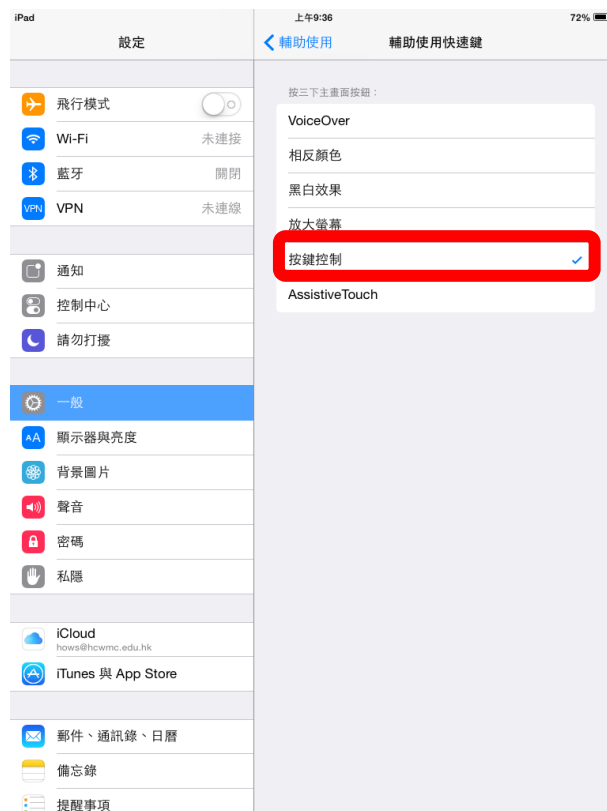 iPad
上午9:36
72%
設定
輔助使用
輔助使用快速鍵
飛行模式
Wi-Fi
未連接
藍牙
關閉
VPN
VPN
未連線
通知
控制中心
請勿打擾
一般
AA
顯示器與亮度
背景圖片
聲音
密碼
私隱
iCloud
hows@hcwmc.edu.hk
iTunes 與 App Store
郵件、通訊錄、日曆
備忘錄
提醒事項
按三下主畫面按鈕：
VoiceOver
相反顏色
黑白效果
放大螢幕
按鍵控制
AssistiveTouch